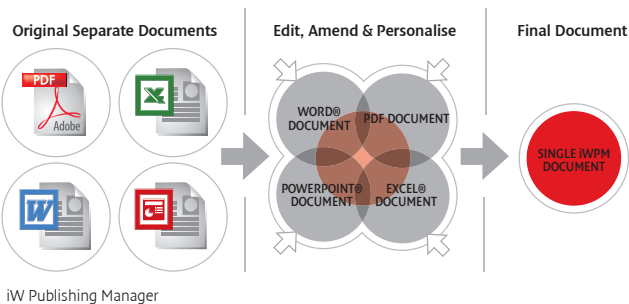 Original Separate Documents
Edit, Amend & Personalise
Final Document
PDF
Adobe
X
W
WORD®
DOCUMENT
PDF DOCUMENT
POWERPOINT®
DOCUMENT
EXCEL®
DOCUMENT
SINGLE iWPM
DOCUMENT
iW Publishing Manager